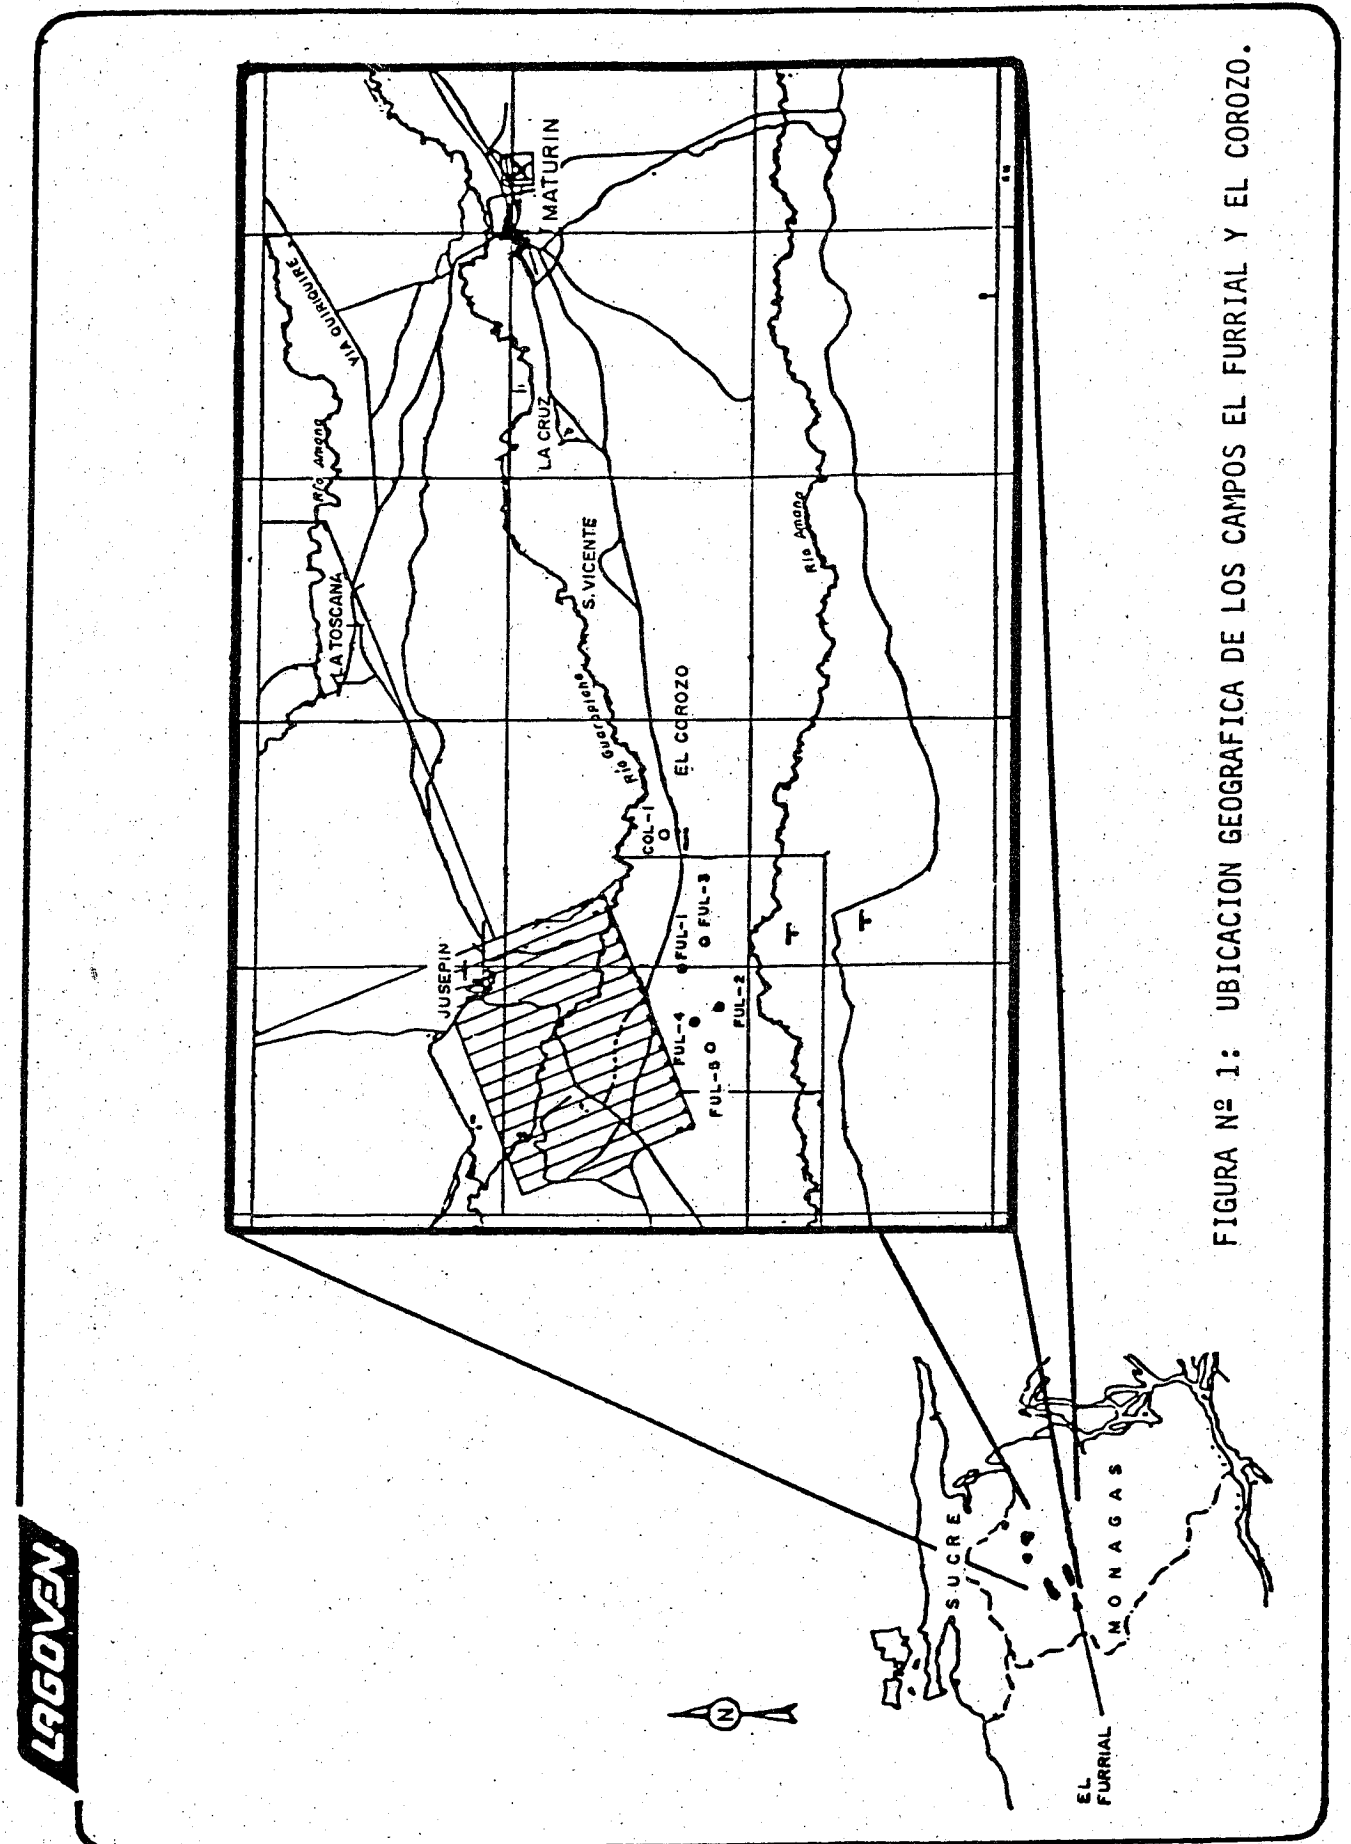 LAGOVEN
VIA QUIRIQUIRE
Río Amana
LA TOSCANA
MATURIN
LA CRUZ
S. VICENTE
Río Guarapiche
EL COROZO
COL-1
JUSEPIN
FUL-1
FUL-3
FUL-4
FUL-2
FUL-5
Río Amana
N
SUCRE
MONAGAS
EL
FURRIAL
FIGURA Nº 1: UBICACION GEOGRAFICA DE LOS CAMPOS EL FURRIAL Y EL COROZO.